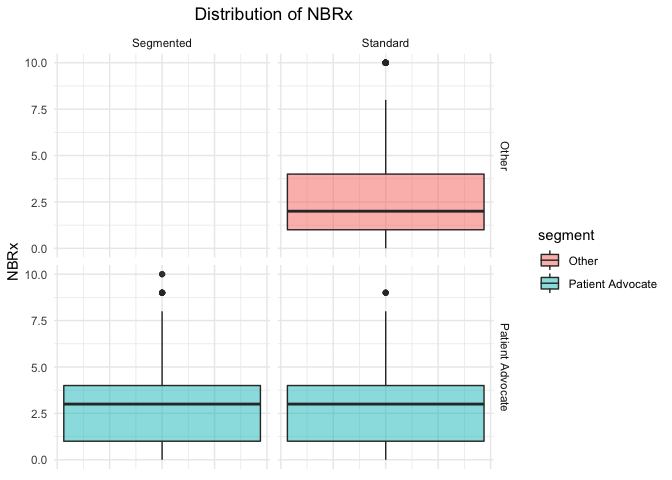 Distribution of NBRx
Segmented Standard
10.0
7.5
5.0
2.5
0.0
Other
10.0
7.5
5.0
2.5
0.0
Patient Advocate
NBRx
segment
Other
Patient Advocate